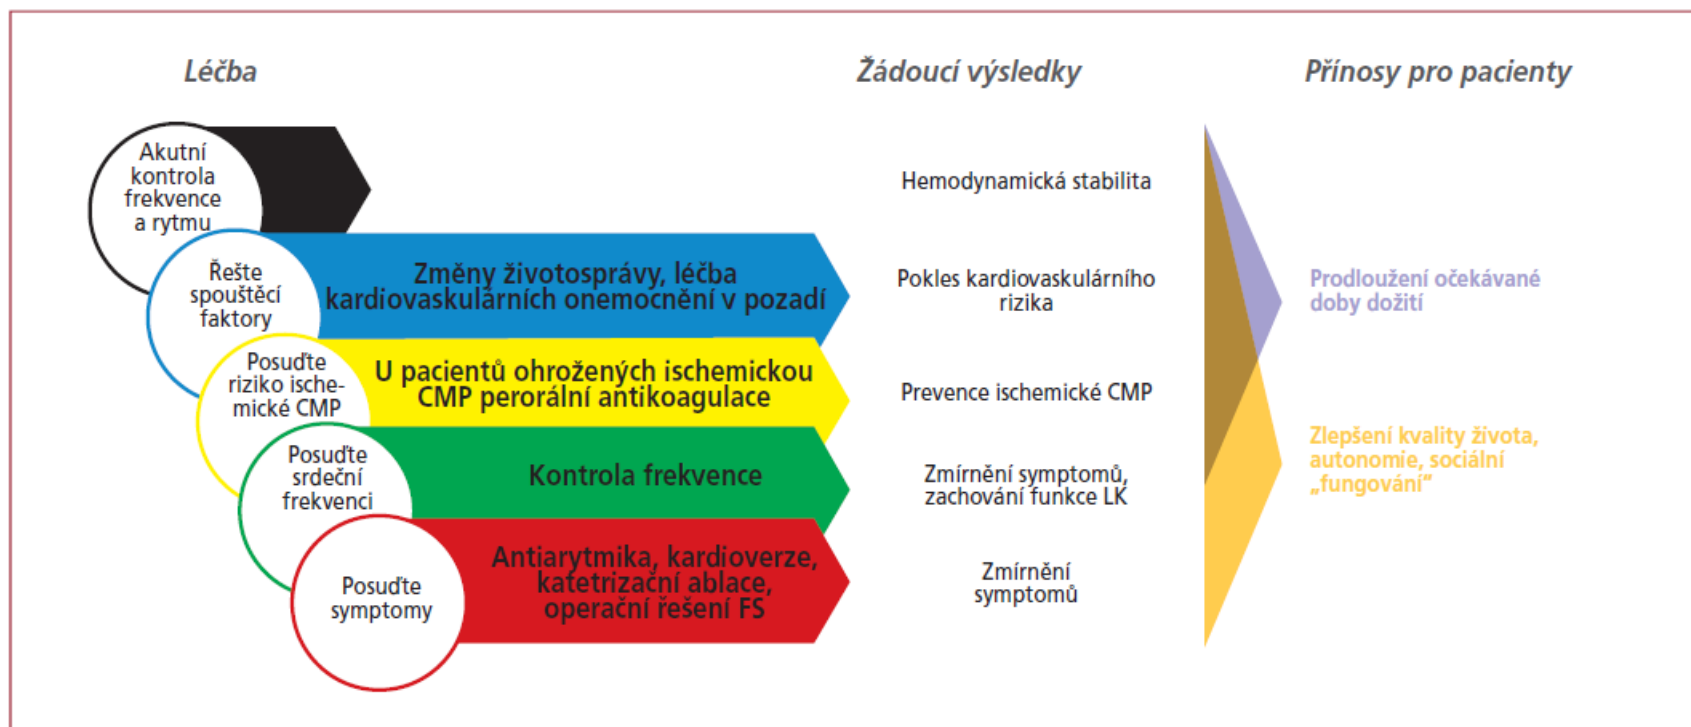 Léčba
Žádoucí výsledky
Přínosy pro pacienty
Akutní
kontrola
frekvence
a rytmu
Hemodynamická stabilita
Řešte
spouštěcí
faktory
Změny životosprávy, léčba
kardiovaskulárních onemocnění v pozadí
Pokles kardiovaskulárního
rizika
Prodloužení očekávané
doby dožití
Posuďte
riziko ische-
mické CMP
U pacientů ohrožených ischemickou
CMP perorální antikoagulace
Prevence ischemické CMP
Zlepšení kvality života,
autonomie, sociální
„fungování“
Posuďte
srdeční
frekvenci
Kontrola frekvence
Zmírnění symptomů,
zachování funkce LK
Posuďte
symptomy
Antiarytmika, kardioverze,
katetrizační ablace,
operační řešení FS
Zmírnění
symptomů